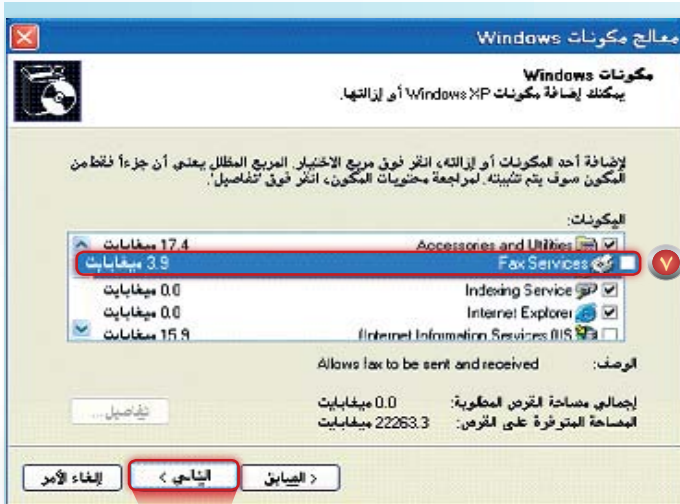 معالج مكونات Windows
مكونات Windows
يمكنك إضافة مكونات Windows XP أو إزالتها.
لإضافة أحد المكونات أو إزالته، انقر فوق مربع الاختيار. المربع المظلل يعني أن جزءاً فقط من
المكون سوف يتم تثبيته. لمراجعة محتويات المكون، انقر فوق 'تفاصيل'.
المكونات:
Accessories and Utilities 17.4 ميغابايت
Fax Services 3.9 ميغابايت
٧
Indexing Service 0.0 ميغابايت
Internet Explorer 0.0 ميغابايت
Internet Information Services (IIS) 15.9 ميغابايت
الوصف: Allows fax to be sent and received
إجمالي مساحة القرص المطلوبة: 0.0 ميغابايت
المساحة المتوفرة على القرص: 22263.3 ميغابايت
تفاصيل...
< السابق
التالي >
إلغاء الأمر